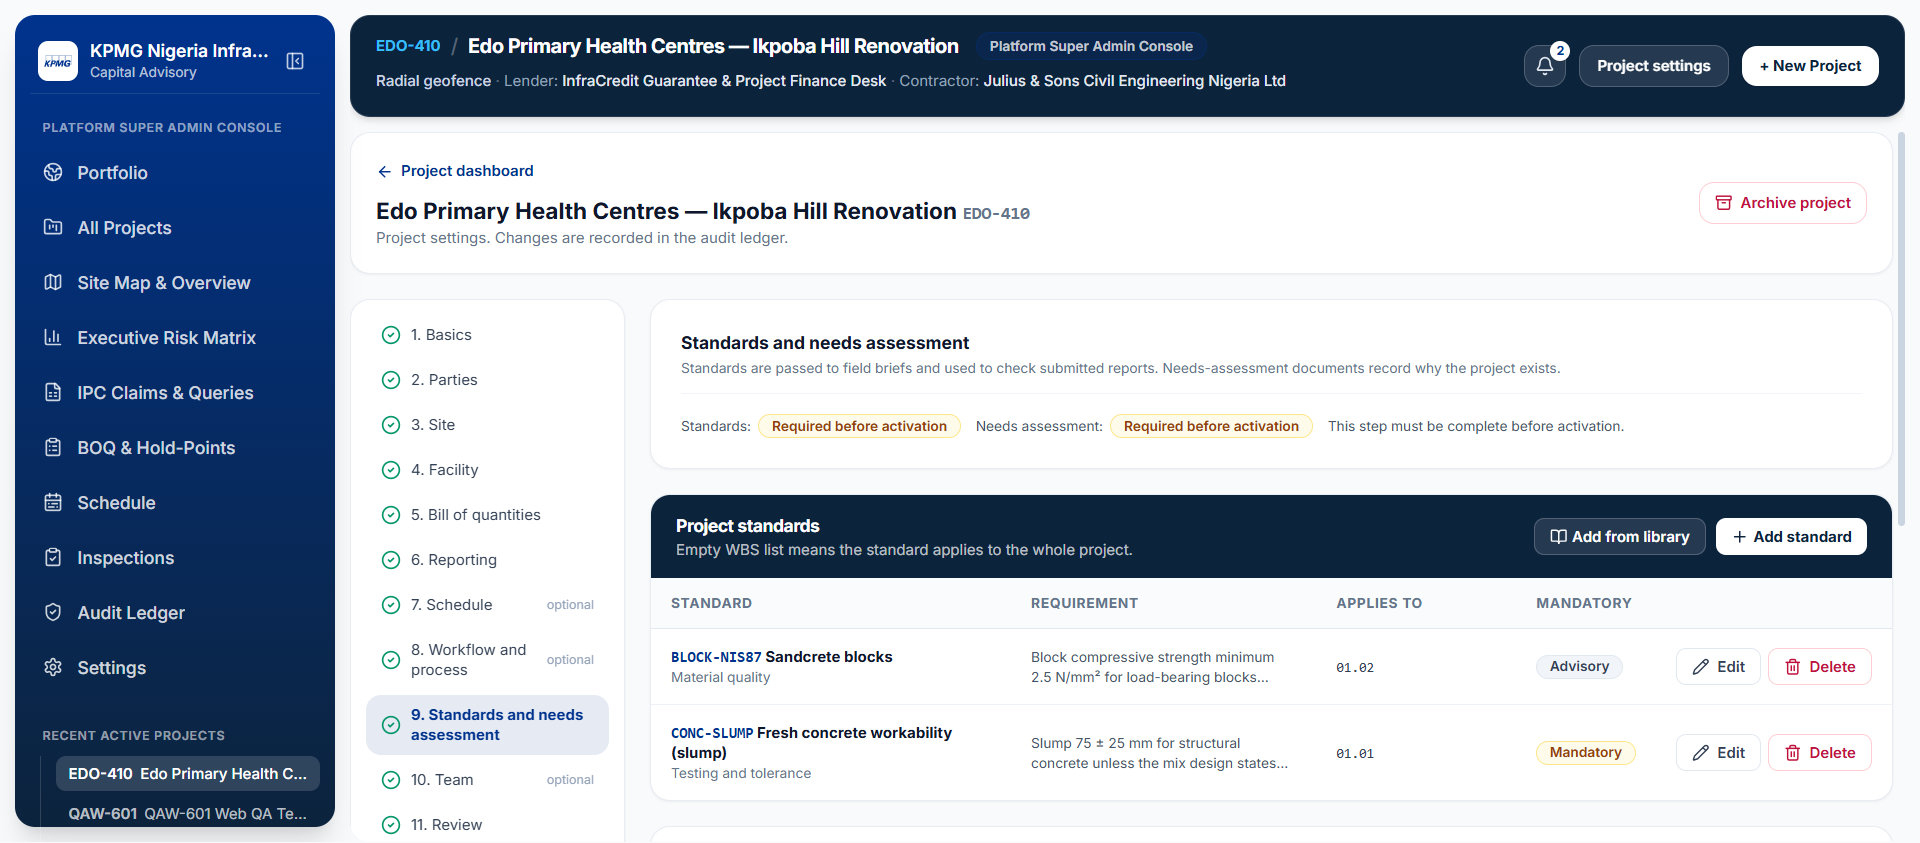 KPMG
KPMG Nigeria Infra...
Capital Advisory
PLATFORM SUPER ADMIN CONSOLE
Portfolio
All Projects
Site Map & Overview
Executive Risk Matrix
IPC Claims & Queries
BOQ & Hold-Points
Schedule
Inspections
Audit Ledger
Settings
RECENT ACTIVE PROJECTS
EDO-410 Edo Primary Health C...
QAW-601 QAW-601 Web QA Te...
EDO-410 / Edo Primary Health Centres — Ikpoba Hill Renovation Platform Super Admin Console
Radial geofence · Lender: InfraCredit Guarantee & Project Finance Desk · Contractor: Julius & Sons Civil Engineering Nigeria Ltd
2
Project settings
+ New Project
Project dashboard
Edo Primary Health Centres — Ikpoba Hill Renovation EDO-410
Project settings. Changes are recorded in the audit ledger.
Archive project
1. Basics
2. Parties
3. Site
4. Facility
5. Bill of quantities
6. Reporting
7. Schedule optional
8. Workflow and
process optional
9. Standards and needs
assessment
10. Team optional
11. Review
Standards and needs assessment
Standards are passed to field briefs and used to check submitted reports. Needs-assessment documents record why the project exists.
Standards: Required before activation Needs assessment: Required before activation This step must be complete before activation.
Project standards
Empty WBS list means the standard applies to the whole project.
Add from library
+ Add standard
STANDARD REQUIREMENT APPLIES TO MANDATORY
BLOCK-NIS87 Sandcrete blocks
Material quality
Block compressive strength minimum
2.5 N/mm² for load-bearing blocks...
01.02
Advisory
Edit
Delete
CONC-SLUMP Fresh concrete workability
(slump)
Testing and tolerance
Slump 75 ± 25 mm for structural
concrete unless the mix design states...
01.01
Mandatory
Edit
Delete